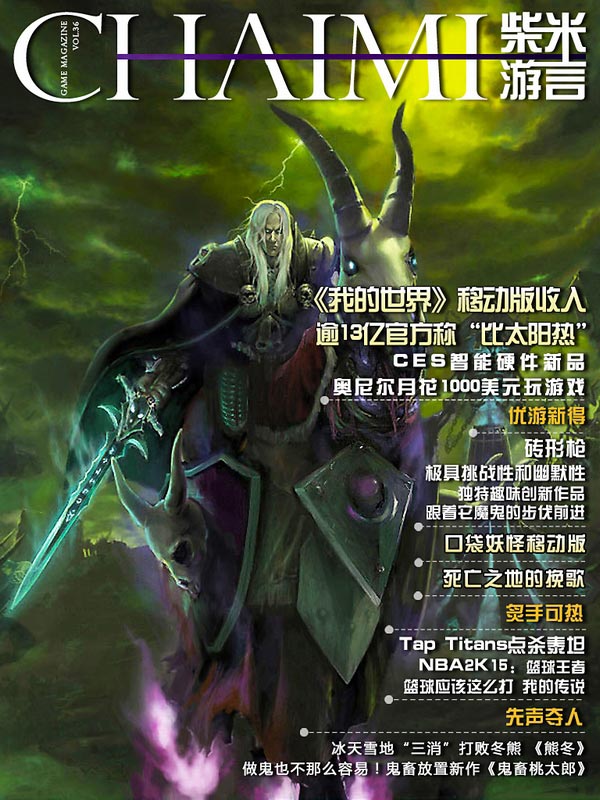 CHAIMI
GAME MAGAZINE
VOL.36
柴米
游言
《我的世界》移动版收入
逾13亿官方称“比太阳热”
CES智能硬件新品
奥尼尔月花1000美元玩游戏
优游新得
砖形枪
极具挑战性和幽默性
独特趣味创新作品
跟着它魔鬼的步伏前进
口袋妖怪移动版
死亡之地的挽歌
炙手可热
Tap Titans点杀泰坦
NBA2K15：篮球王者
篮球应该这么打 我的传说
先声夺人
冰天雪地“三消”打败冬熊 《熊冬》
做鬼也不那么容易！鬼畜放置新作《鬼畜桃太郎》